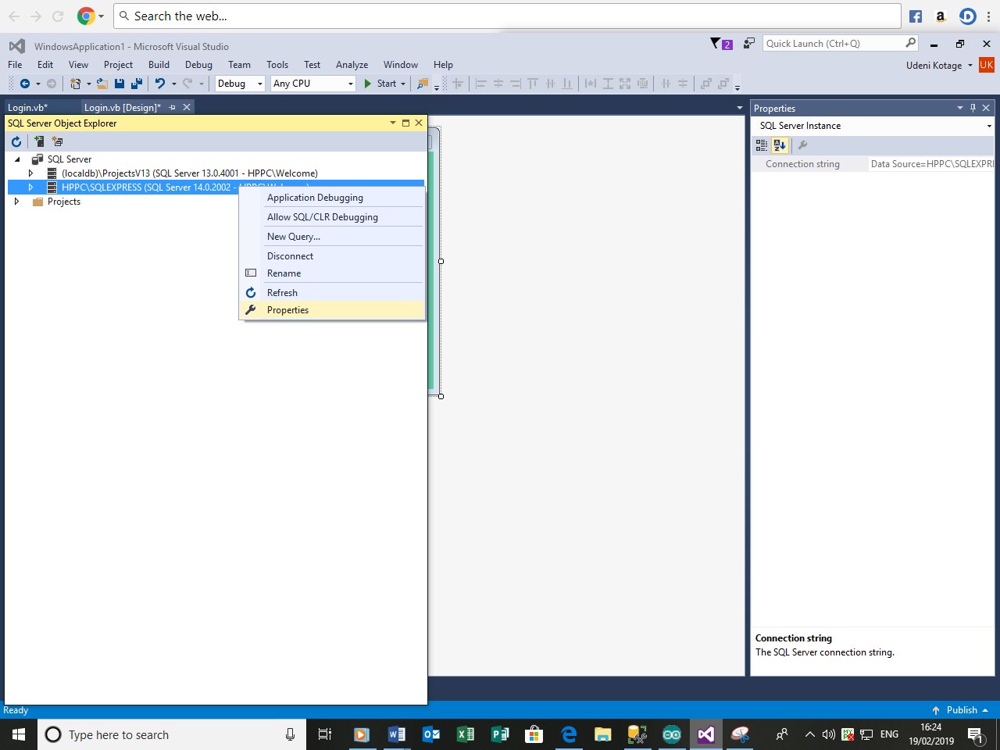 Search the web...
WindowsApplication1 - Microsoft Visual Studio
2
Quick Launch (Ctrl+Q)
File Edit View Project Build Debug Team Tools Test Analyze Window Help
Udeni Kotage UK
Debug Any CPU Start
Login.vb* Login.vb [Design]*
SQL Server Object Explorer
SQL Server
(localdb)\ProjectsV13 (SQL Server 13.0.4001 - HPPC\Welcome)
HPPC\SQLEXPRESS (SQL Server 14.0.2002 - HPPC\Welcome)
Projects
Application Debugging
Allow SQL/CLR Debugging
New Query...
Disconnect
Rename
Refresh
Properties
Properties
SQL Server Instance
Connection string Data Source=HPPC\SQLEXPRE
Connection string
The SQL Server connection string.
Ready
Publish
Type here to search
ENG
16:24
19/02/2019
1